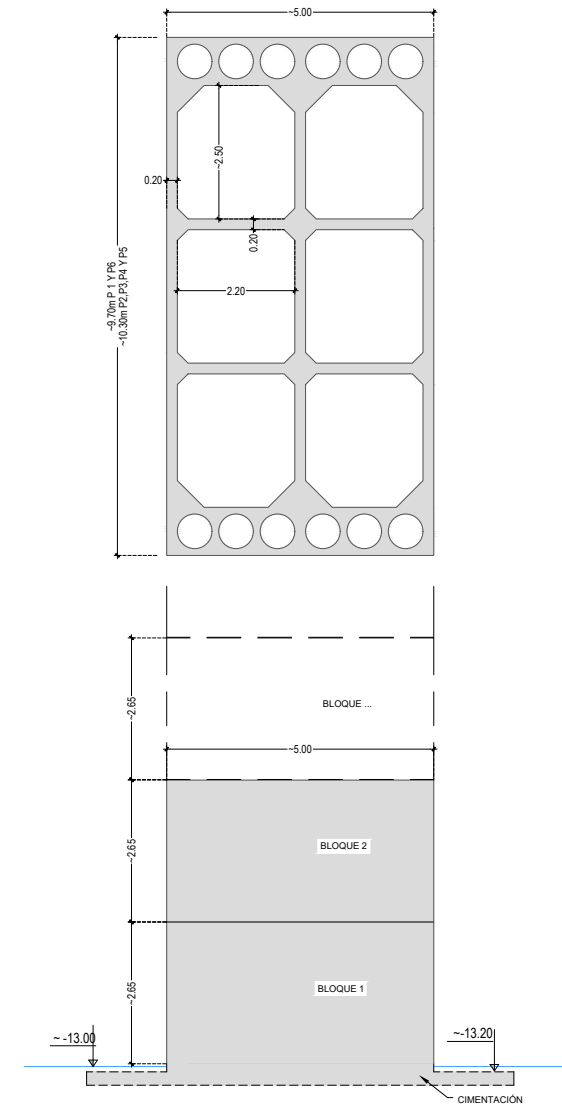 ~5.00
0.20
~2.50
0.20
2.20
~9.70m P 1 Y P6
~10.30m P2,P3,P4 Y P5
~2.65
BLOQUE ...
~5.00
~2.65
BLOQUE 2
~2.65
BLOQUE 1
~ -13.00
~-13.20
CIMENTACIÓN